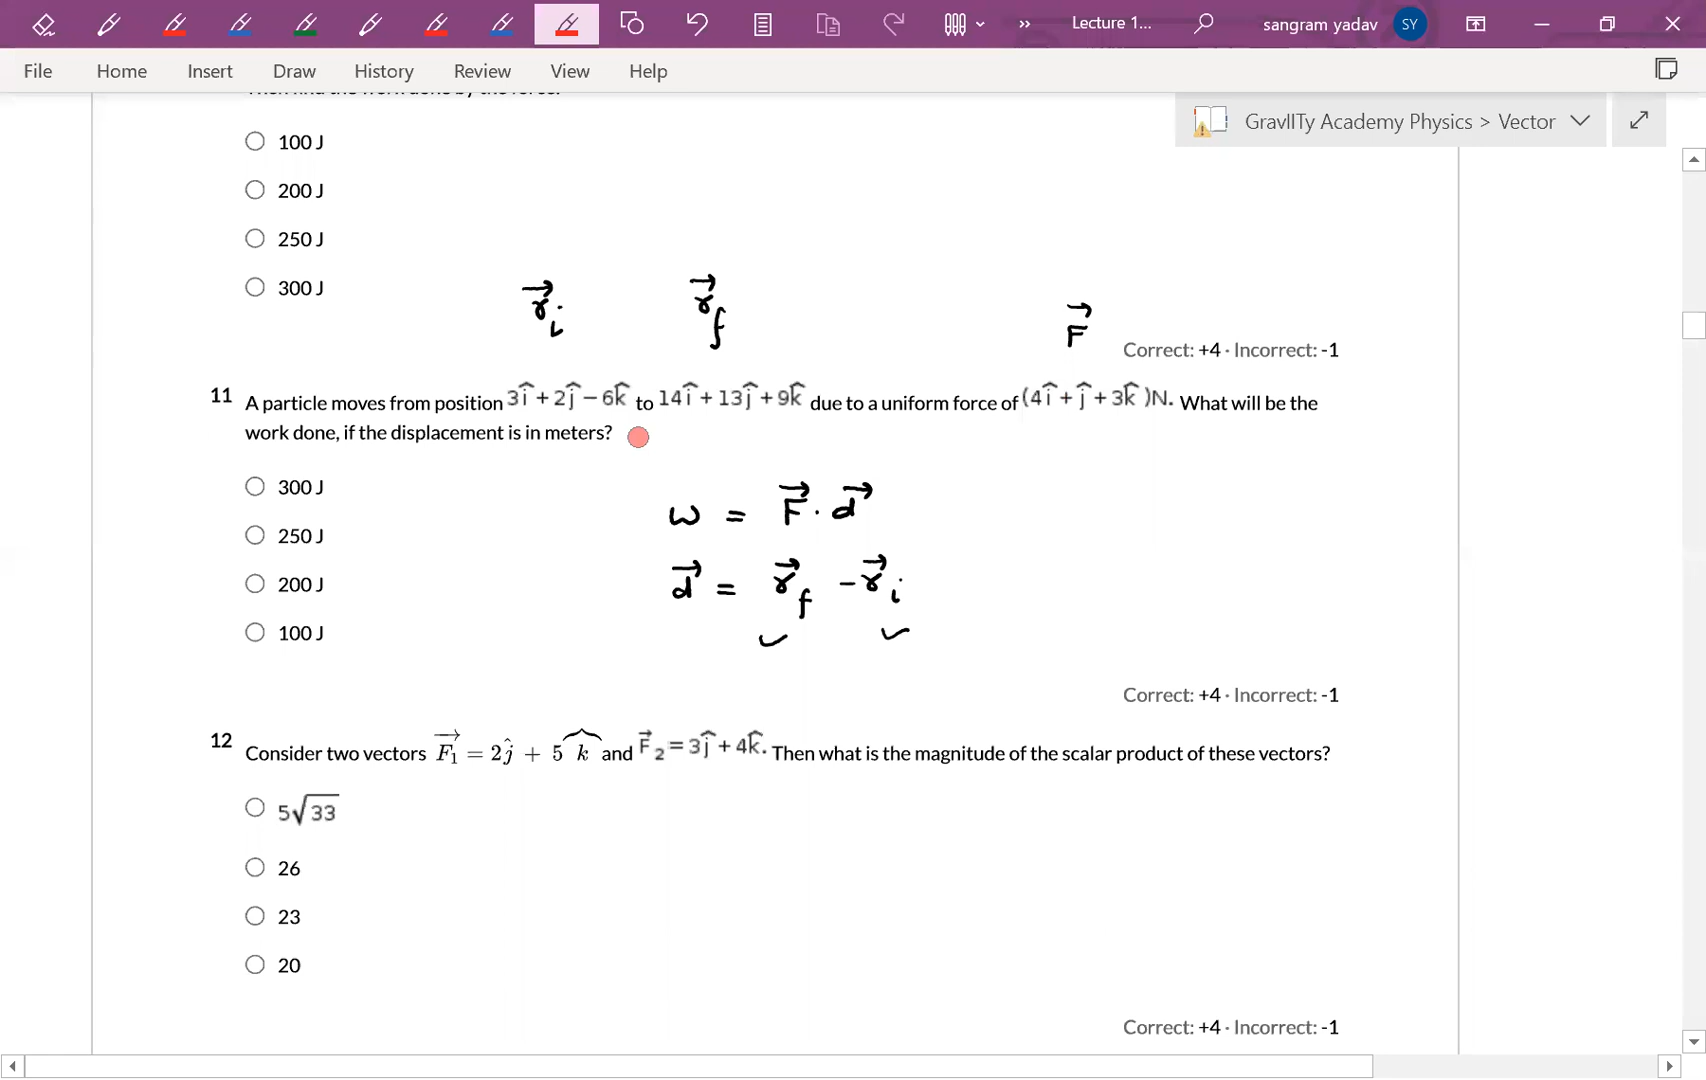 Lecture 1...
sangram yadav
SY
File Home Insert Draw History Review View Help
GravIITy Academy Physics > Vector
100 J
200 J
250 J
300 J
r⃗i r⃗f F⃗
Correct: +4 · Incorrect: -1
11 A particle moves from position 3î + 2ĵ − 6k̂ to 14î + 13ĵ + 9k̂ due to a uniform force of (4î + ĵ + 3k̂)N. What will be the
work done, if the displacement is in meters?
300 J
w = F⃗ · d⃗
250 J
d⃗ = r⃗f − r⃗i
200 J
100 J
Correct: +4 · Incorrect: -1
12 Consider two vectors F⃗₁ = 2ĵ + 5 k̂ and F⃗₂ = 3ĵ + 4k̂. Then what is the magnitude of the scalar product of these vectors?
5√33
26
23
20
Correct: +4 · Incorrect: -1